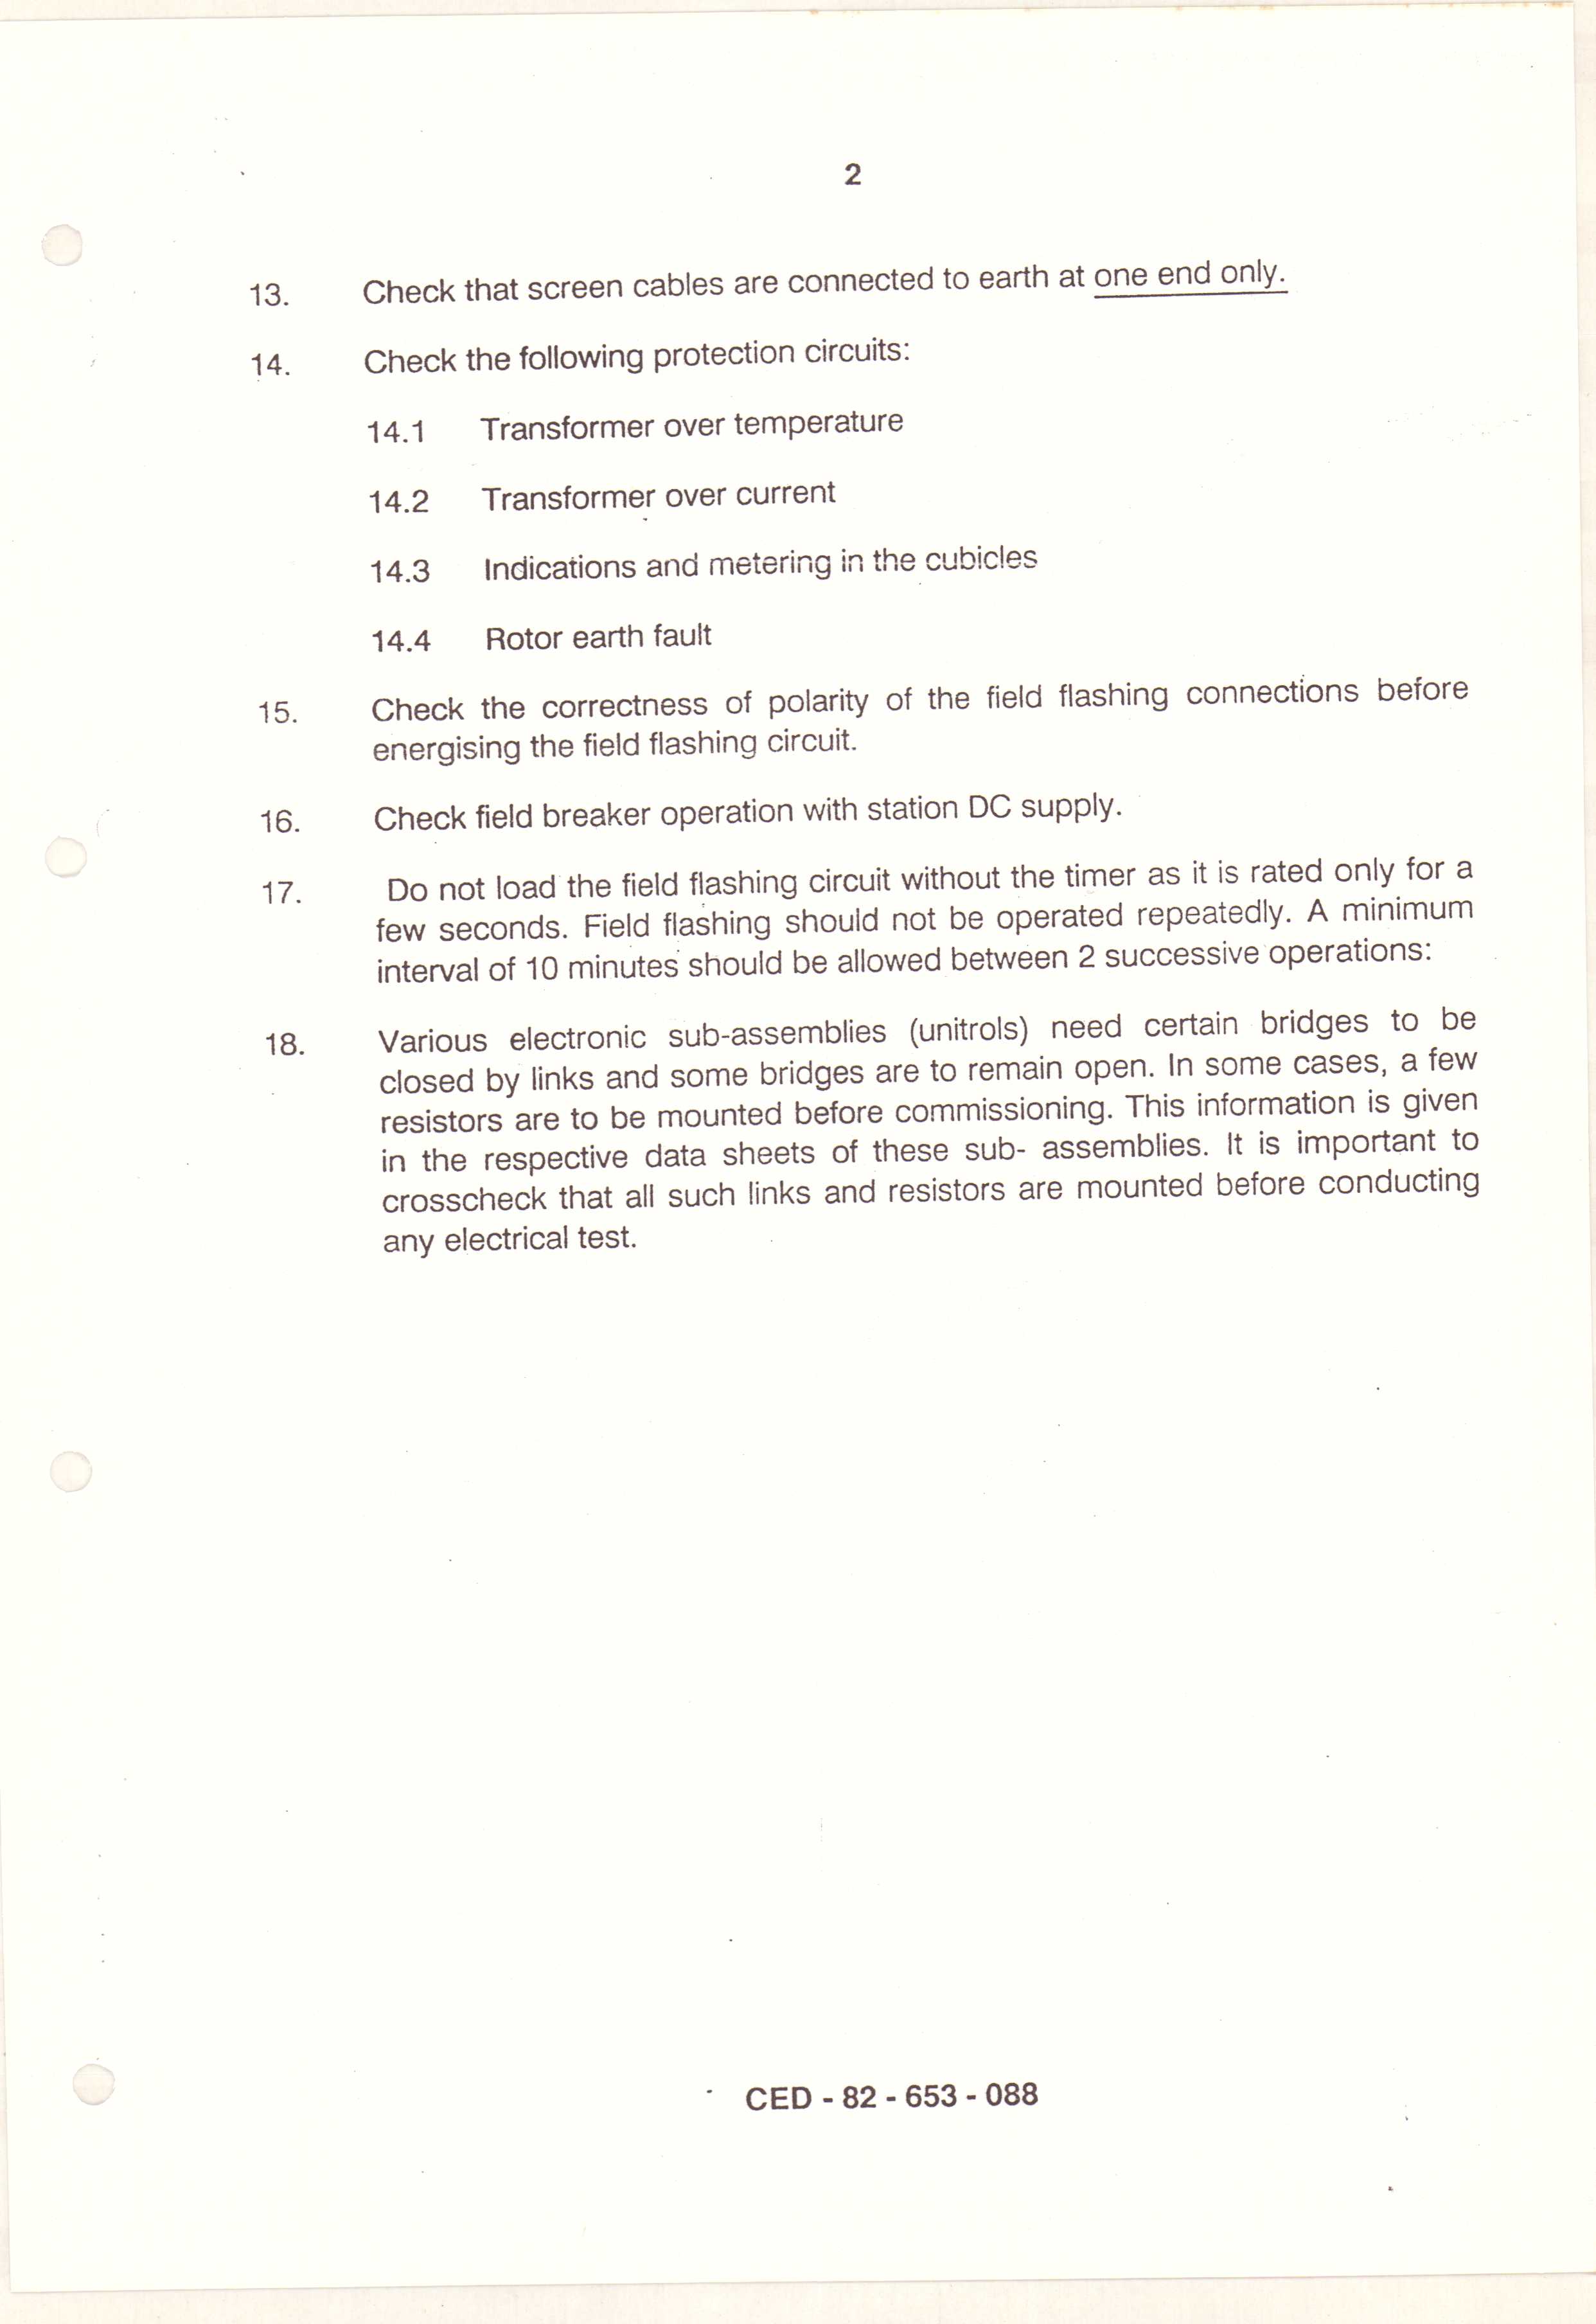 2
13. Check that screen cables are connected to earth at one end only.
14. Check the following protection circuits:
14.1 Transformer over temperature
14.2 Transformer over current
14.3 Indications and metering in the cubicles
14.4 Rotor earth fault
15. Check the correctness of polarity of the field flashing connections before
energising the field flashing circuit.
16. Check field breaker operation with station DC supply.
17. Do not load the field flashing circuit without the timer as it is rated only for a
few seconds. Field flashing should not be operated repeatedly. A minimum
interval of 10 minutes should be allowed between 2 successive operations:
18. Various electronic sub-assemblies (unitrols) need certain bridges to be
closed by links and some bridges are to remain open. In some cases, a few
resistors are to be mounted before commissioning. This information is given
in the respective data sheets of these sub- assemblies. It is important to
crosscheck that all such links and resistors are mounted before conducting
any electrical test.
CED - 82 - 653 - 088